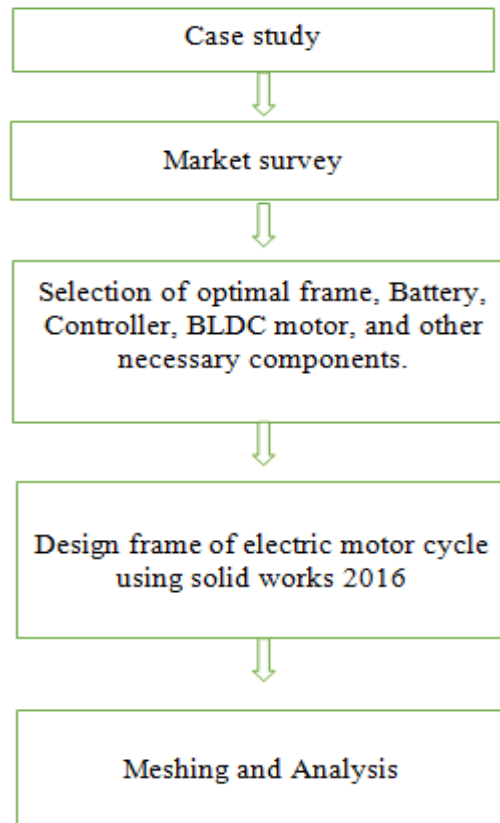 Case study
Market survey
Selection of optimal frame, Battery,
Controller, BLDC motor, and other
necessary components.
Design frame of electric motor cycle
using solid works 2016
Meshing and Analysis